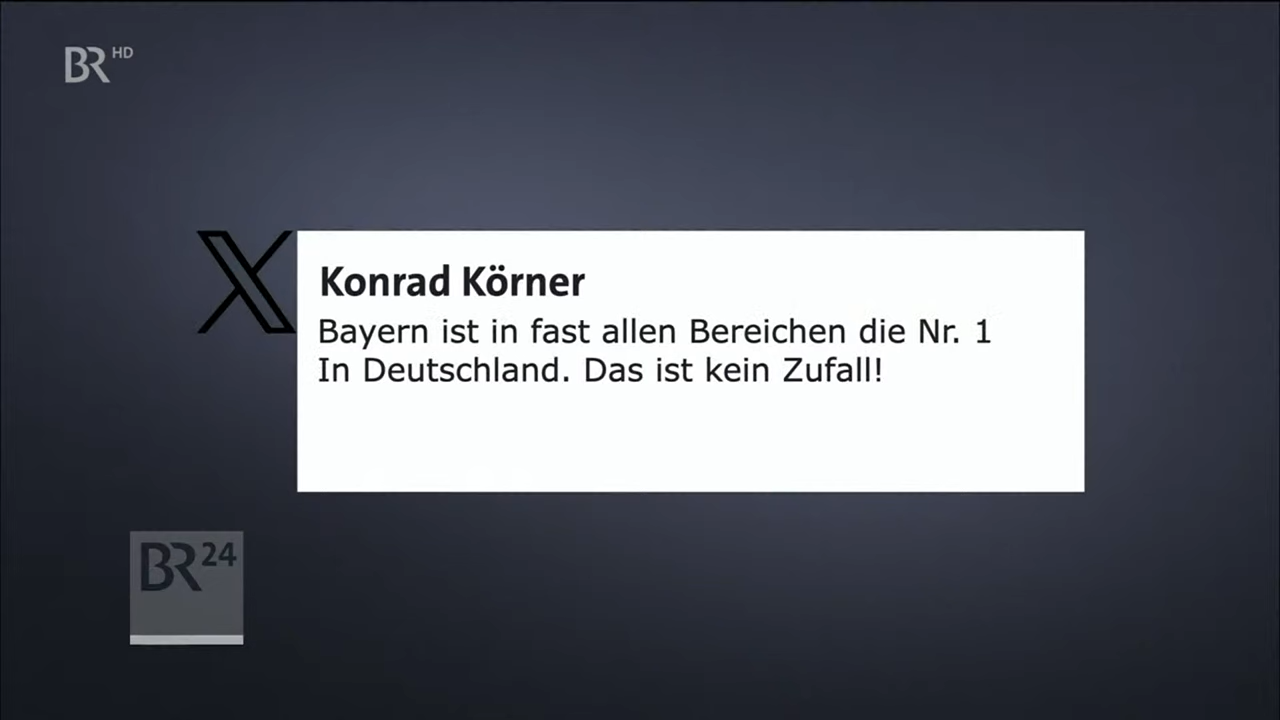 BR HD
Konrad Körner
Bayern ist in fast allen Bereichen die Nr. 1
In Deutschland. Das ist kein Zufall!
BR24